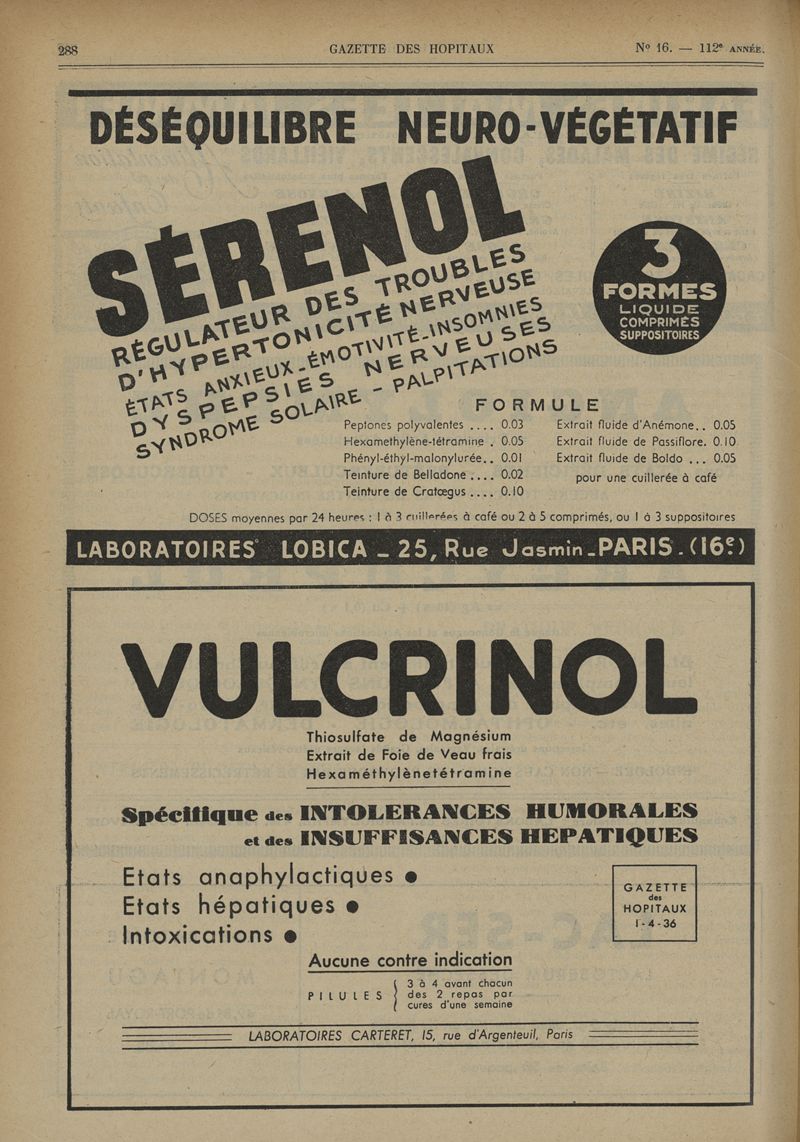 288
GAZETTE DES HOPITAUX
Nº 16. — 112e ANNÉE.
DÉSÉQUILIBRE NEURO-VÉGÉTATIF
SÉRENOL
RÉGULATEUR DES TROUBLES
D'HYPERTONICITÉ NERVEUSE
ÉTATS ANXIEUX - ÉMOTIVITÉ - INSOMNIES
DYSPEPSIES NERVEUSES
SYNDROME SOLAIRE - PALPITATIONS
3
FORMES
LIQUIDE
COMPRIMÉS
SUPPOSITOIRES
FORMULE
Peptones polyvalentes .... 0.03
Hexamethylène-tétramine . 0.05
Phényl-éthyl-malonylurée.. 0.01
Teinture de Belladone .... 0.02
Teinture de Cratœgus .... 0.10
Extrait fluide d'Anémone.. 0.05
Extrait fluide de Passiflore. 0.10
Extrait fluide de Boldo ... 0.05
pour une cuillerée à café
DOSES moyennes par 24 heures : 1 à 3 cuillerées à café ou 2 à 5 comprimés, ou 1 à 3 suppositoires
LABORATOIRES LOBICA - 25, Rue Jasmin - PARIS. (16e)
VULCRINOL
Thiosulfate de Magnésium
Extrait de Foie de Veau frais
Hexaméthylènetétramine
Spécifique des INTOLERANCES HUMORALES
et des INSUFFISANCES HEPATIQUES
Etats anaphylactiques •
Etats hépatiques •
Intoxications •
GAZETTE
des
HOPITAUX
1-4-36
Aucune contre indication
PILULES { 3 à 4 avant chacun
des 2 repas par
cures d'une semaine
LABORATOIRES CARTERET, 15, rue d'Argenteuil, Paris